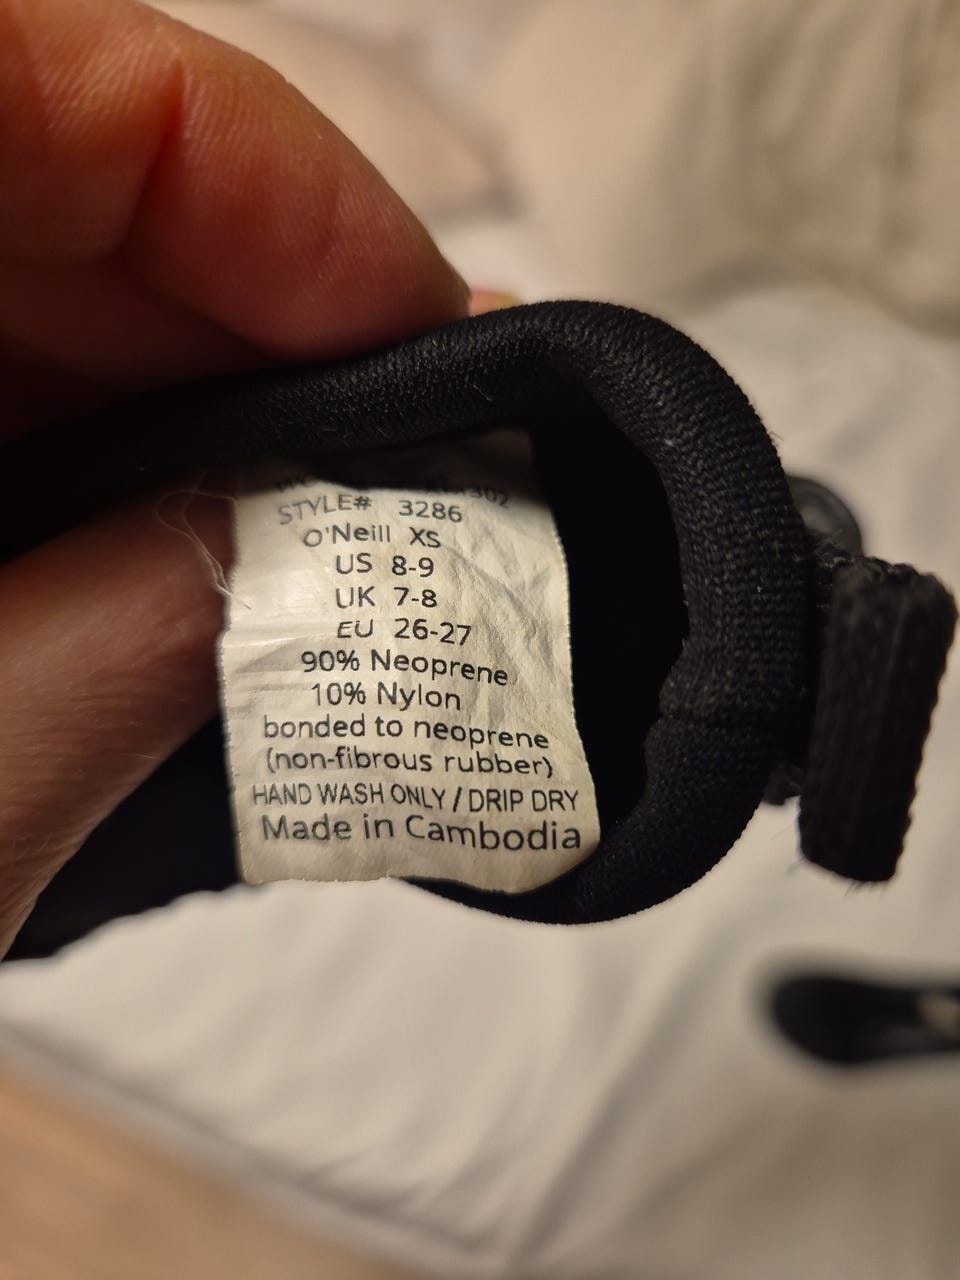 STYLE# 3286
O'Neill XS
US 8-9
UK 7-8
EU 26-27
90% Neoprene
10% Nylon
bonded to neoprene
(non-fibrous rubber)
HAND WASH ONLY / DRIP DRY
Made in Cambodia